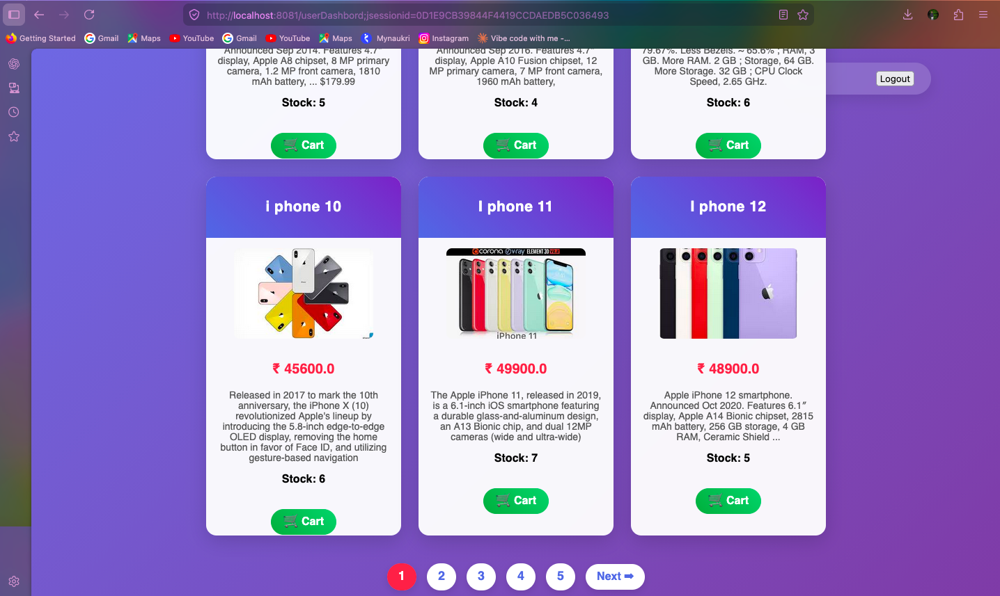 http://localhost:8081/userDashbord;jsessionid=0D1E9CB39844F4419CCDAEDB5C036493
Getting Started Gmail Maps YouTube Gmail YouTube Maps Mynaukri Instagram Vibe code with me -...
Announced Sep 2014. Features 4.7″
display, Apple A8 chipset, 8 MP primary
camera, 1.2 MP front camera, 1810
mAh battery, ... $179.99
Stock: 5
Cart
Announced Sep 2016. Features 4.7″
display, Apple A10 Fusion chipset, 12
MP primary camera, 7 MP front camera,
1960 mAh battery,
Stock: 4
Cart
79.67%. Less Bezels. ~ 65.6% ; RAM, 3
GB. More RAM. 2 GB ; Storage, 64 GB.
More Storage. 32 GB ; CPU Clock
Speed, 2.65 GHz.
Stock: 6
Cart
Logout
i phone 10
₹ 45600.0
Released in 2017 to mark the 10th
anniversary, the iPhone X (10)
revolutionized Apple's lineup by
introducing the 5.8-inch edge-to-edge
OLED display, removing the home
button in favor of Face ID, and utilizing
gesture-based navigation
Stock: 6
Cart
I phone 11
corona v-ray ELEMENT 3D V2.2
iPhone 11
₹ 49900.0
The Apple iPhone 11, released in 2019,
is a 6.1-inch iOS smartphone featuring
a durable glass-and-aluminum design,
an A13 Bionic chip, and dual 12MP
cameras (wide and ultra-wide)
Stock: 7
Cart
I phone 12
₹ 48900.0
Apple iPhone 12 smartphone.
Announced Oct 2020. Features 6.1″
display, Apple A14 Bionic chipset, 2815
mAh battery, 256 GB storage, 4 GB
RAM, Ceramic Shield ...
Stock: 5
Cart
1 2 3 4 5 Next ➡